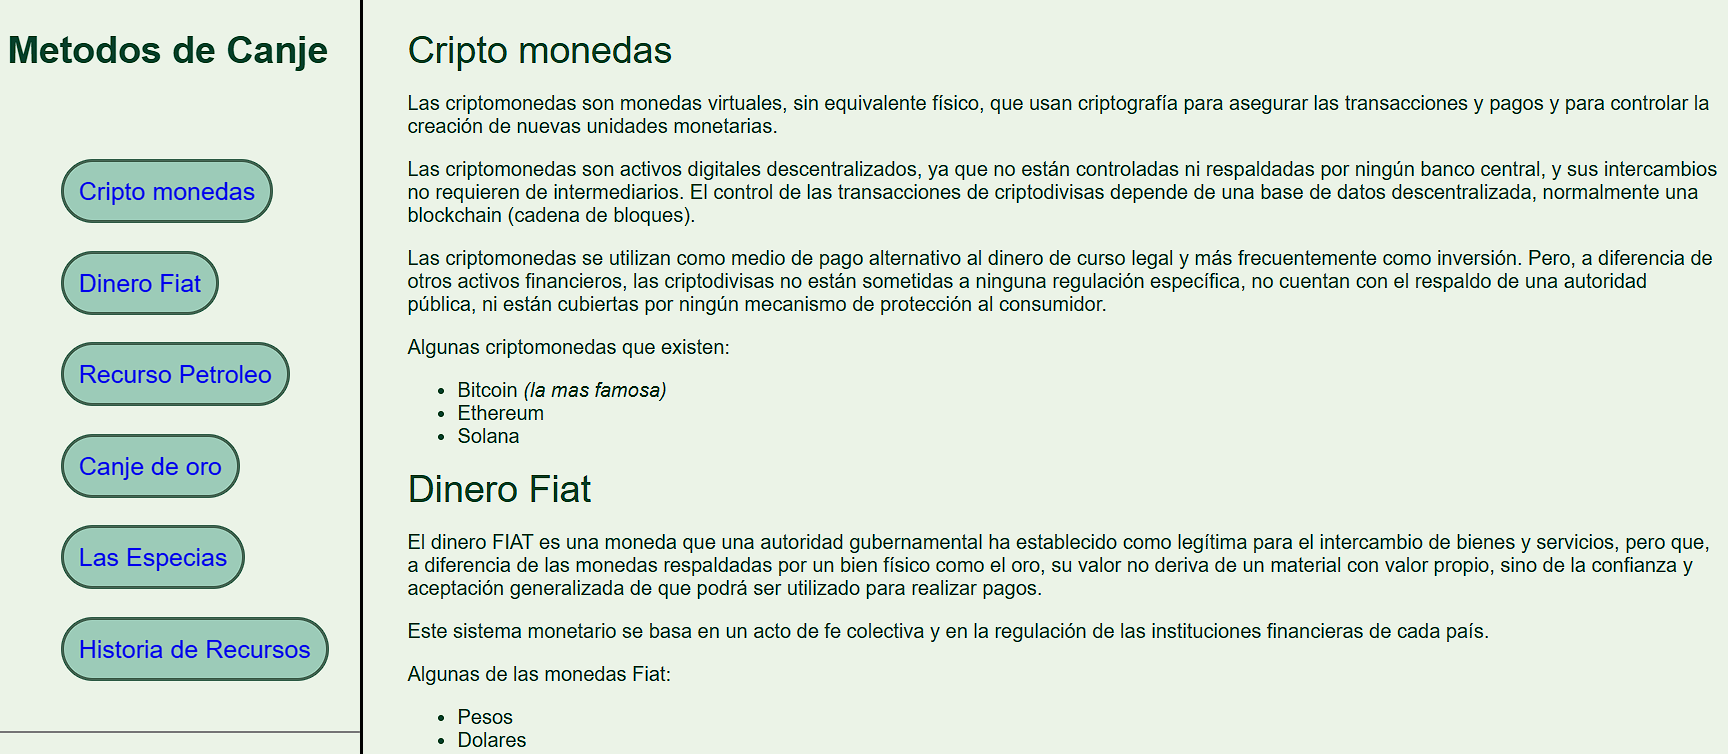 Metodos de Canje
Cripto monedas
Dinero Fiat
Recurso Petroleo
Canje de oro
Las Especias
Historia de Recursos
Cripto monedas
Las criptomonedas son monedas virtuales, sin equivalente físico, que usan criptografía para asegurar las transacciones y pagos y para controlar la
creación de nuevas unidades monetarias.
Las criptomonedas son activos digitales descentralizados, ya que no están controladas ni respaldadas por ningún banco central, y sus intercambios
no requieren de intermediarios. El control de las transacciones de criptodivisas depende de una base de datos descentralizada, normalmente una
blockchain (cadena de bloques).
Las criptomonedas se utilizan como medio de pago alternativo al dinero de curso legal y más frecuentemente como inversión. Pero, a diferencia de
otros activos financieros, las criptodivisas no están sometidas a ninguna regulación específica, no cuentan con el respaldo de una autoridad
pública, ni están cubiertas por ningún mecanismo de protección al consumidor.
Algunas criptomonedas que existen:
• Bitcoin (la mas famosa)
• Ethereum
• Solana
Dinero Fiat
El dinero FIAT es una moneda que una autoridad gubernamental ha establecido como legítima para el intercambio de bienes y servicios, pero que,
a diferencia de las monedas respaldadas por un bien físico como el oro, su valor no deriva de un material con valor propio, sino de la confianza y
aceptación generalizada de que podrá ser utilizado para realizar pagos.
Este sistema monetario se basa en un acto de fe colectiva y en la regulación de las instituciones financieras de cada país.
Algunas de las monedas Fiat:
• Pesos
• Dolares